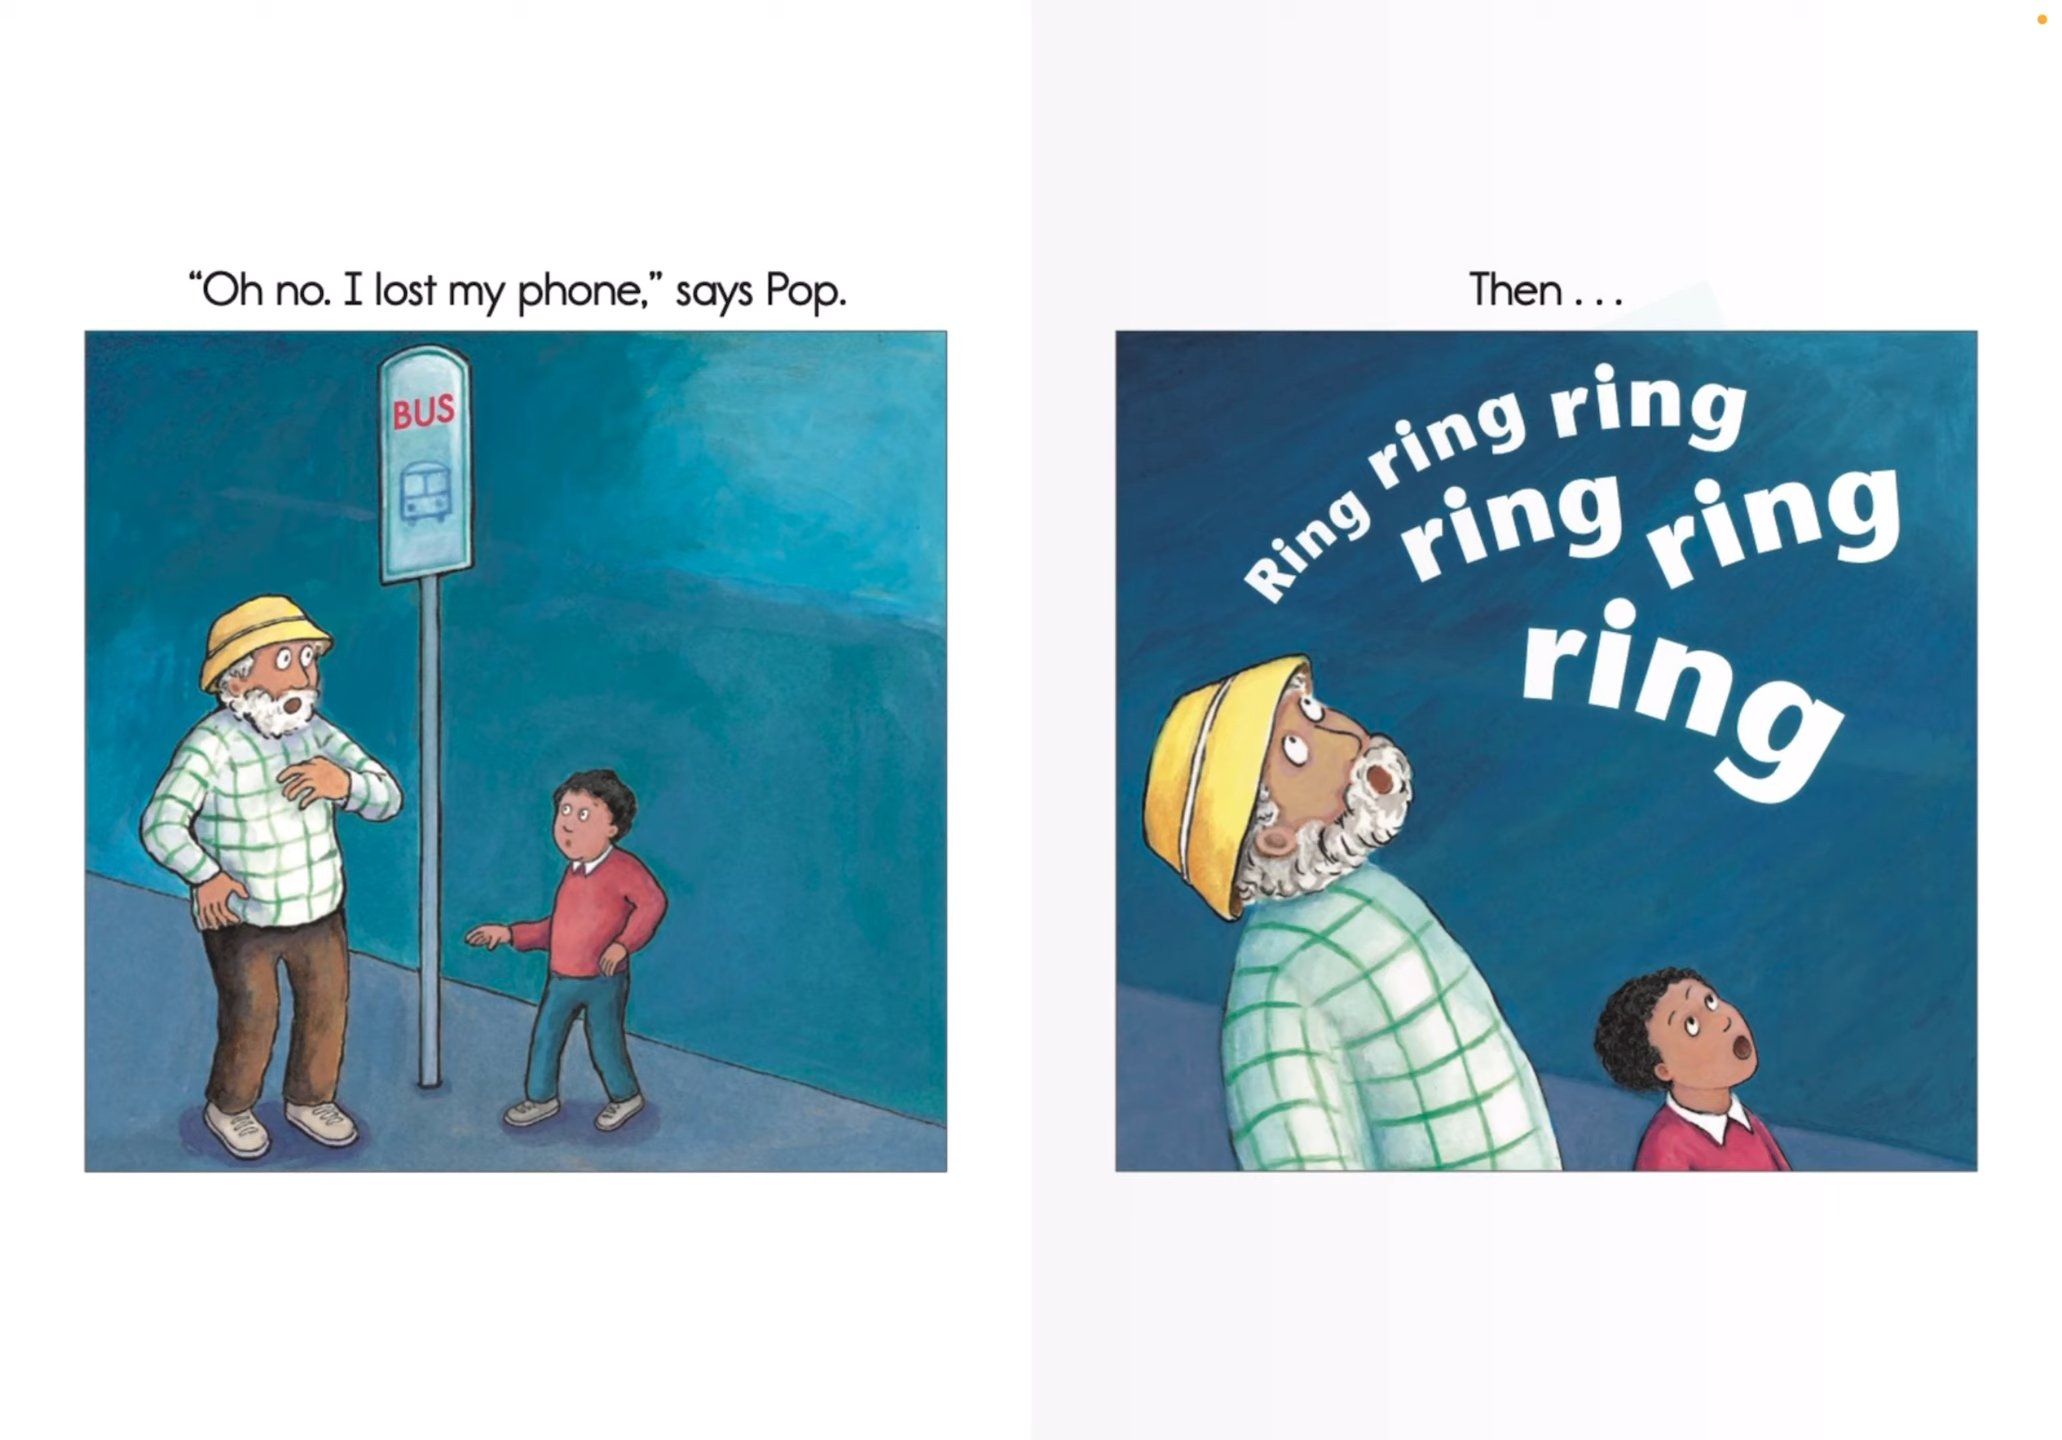 “Oh no. I lost my phone,” says Pop.
BUS
Then . . .
Ring ring ring
ring ring
ring